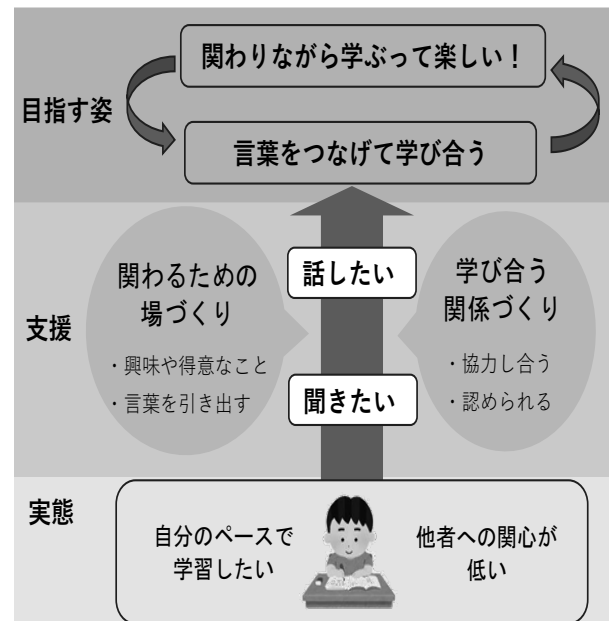 目指す姿
関わりながら学ぶって楽しい！
言葉をつなげて学び合う
支援
関わるための
場づくり
・興味や得意なこと
・言葉を引き出す
話したい
聞きたい
学び合う
関係づくり
・協力し合う
・認められる
実態
自分のペースで
学習したい
他者への関心が
低い